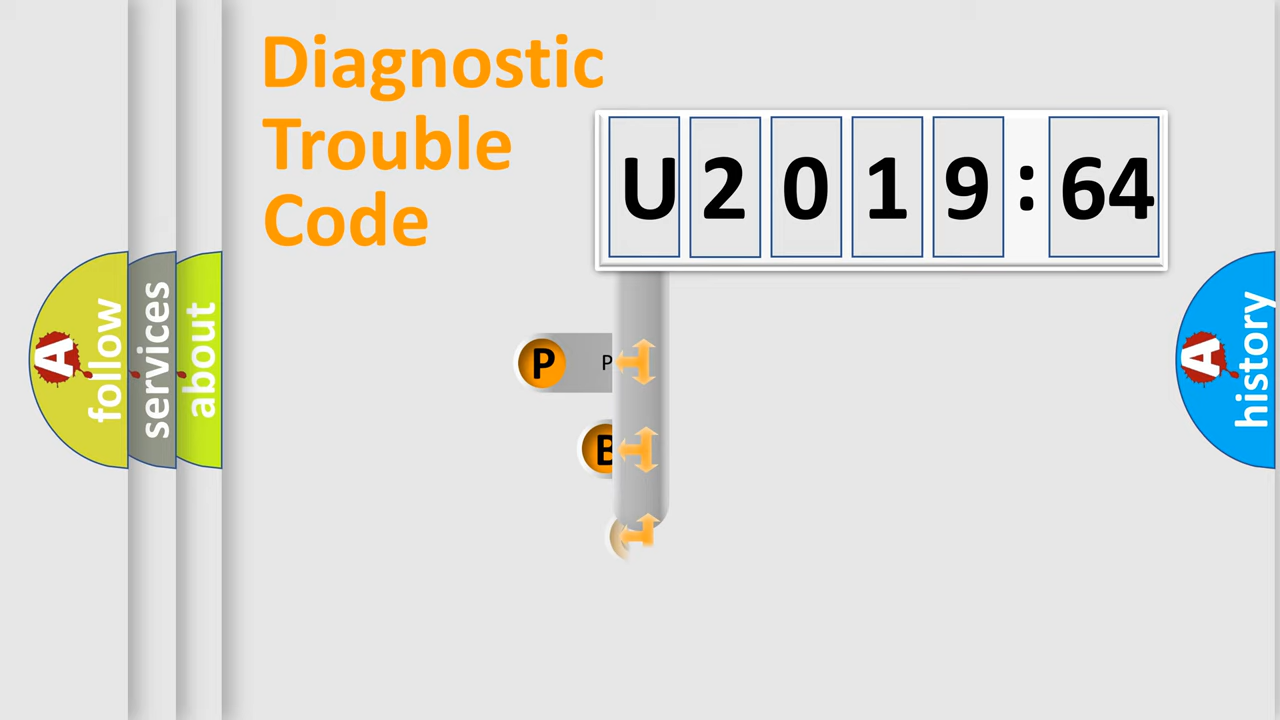 Diagnostic
Trouble
Code
U2019:64
P P
B
A follow
services
about
A history